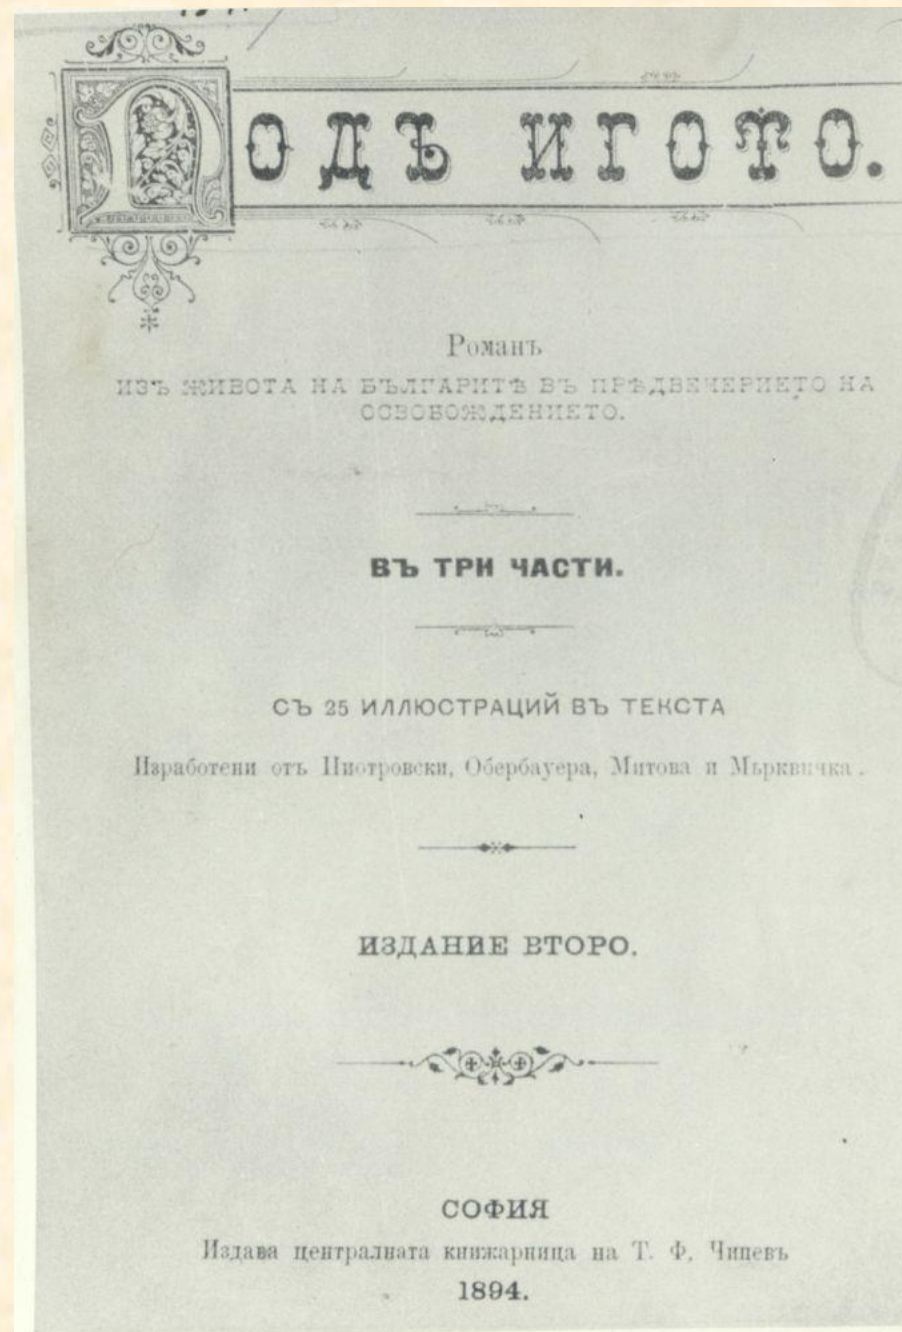 ПОДЪ ИГОТО.
Романъ
ИЗЪ ЖИВОТА НА БЪЛГАРИТѢ ВЪ ПРѢДВЕЧЕРИЕТО НА
ОСВОБОЖДЕНИЕТО.
ВЪ ТРИ ЧАСТИ.
СЪ 25 ИЛЛЮСТРАЦИЙ ВЪ ТЕКСТА
Изработени отъ Пиотровски, Обербауера, Митова и Мърквичка.
ИЗДАНИЕ ВТОРО.
СОФИЯ
Издава централната книжарница на Т. Ф. Чипевъ
1894.